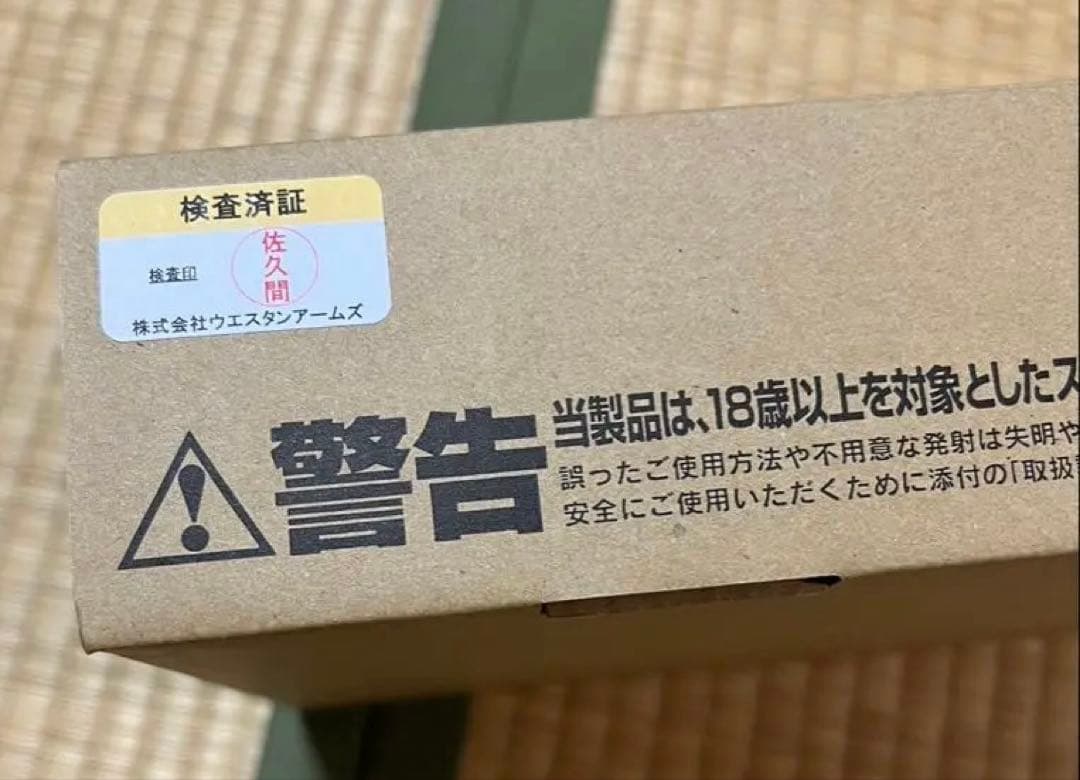 検査済証
検査印
佐久間
株式会社ウエスタンアームズ
警告
当製品は、18歳以上を対象としたス
誤ったご使用方法や不用意な発射は失明や
安全にご使用いただくために添付の「取扱